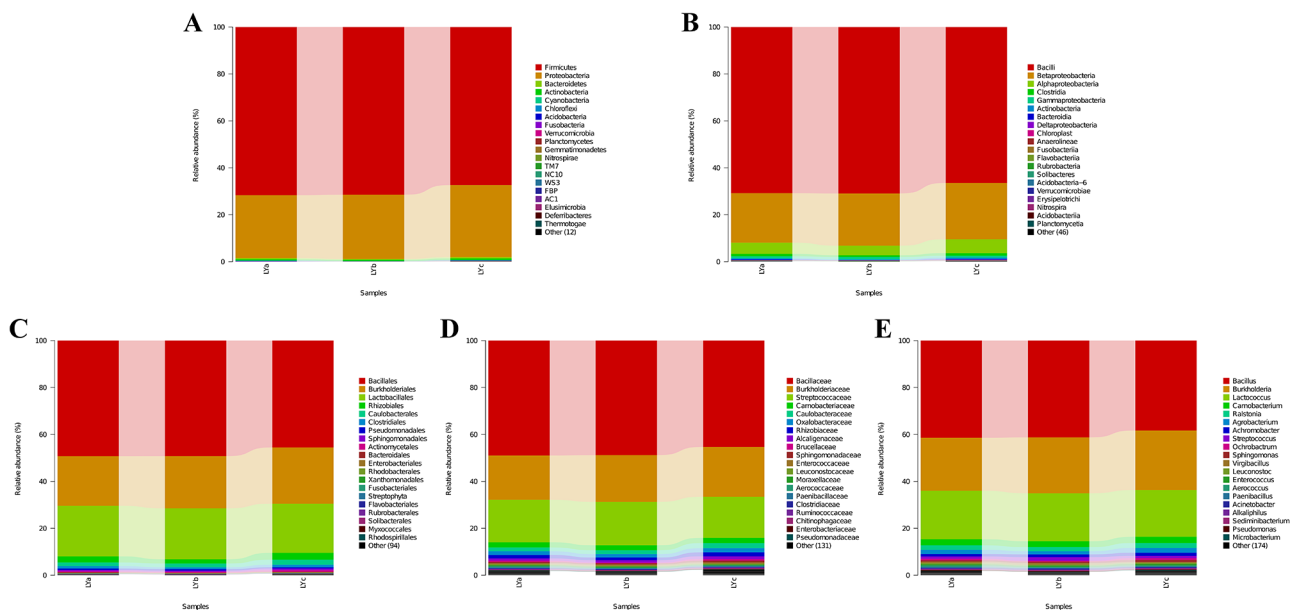 A
Relative abundance (%)
100
80
60
40
20
0
LYa
LYb
LYc
Samples
Firmicutes
Proteobacteria
Bacteroidetes
Actinobacteria
Cyanobacteria
Chloroflexi
Acidobacteria
Fusobacteria
Verrucomicrobia
Planctomycetes
Gemmatimonadetes
Nitrospirae
TM7
NC10
WS3
FBP
AC1
Elusimicrobia
Deferribacteres
Thermotogae
Other (12)
B
Relative abundance (%)
100
80
60
40
20
0
LYa
LYb
LYc
Samples
Bacilli
Betaproteobacteria
Alphaproteobacteria
Clostridia
Gammaproteobacteria
Actinobacteria
Bacteroidia
Deltaproteobacteria
Chloroplast
Anaerolineae
Fusobacteriia
Flavobacteriia
Rubrobacteria
Solibacteres
Acidobacteria-6
Verrucomicrobiae
Erysipelotrichi
Nitrospira
Acidobacteriia
Planctomycetia
Other (46)
C
Relative abundance (%)
100
80
60
40
20
0
LYa
LYb
LYc
Samples
Bacillales
Burkholderiales
Lactobacillales
Rhizobiales
Caulobacterales
Clostridiales
Pseudomonadales
Sphingomonadales
Actinomycetales
Bacteroidales
Enterobacteriales
Rhodobacterales
Xanthomonadales
Fusobacteriales
Streptophyta
Flavobacteriales
Rubrobacterales
Solibacterales
Myxococcales
Rhodospirillales
Other (94)
D
Relative abundance (%)
100
80
60
40
20
0
LYa
LYb
LYc
Samples
Bacillaceae
Burkholderiaceae
Streptococcaceae
Carnobacteriaceae
Caulobacteraceae
Oxalobacteraceae
Rhizobiaceae
Alcaligenaceae
Brucellaceae
Sphingomonadaceae
Enterococcaceae
Leuconostocaceae
Moraxellaceae
Aerococcaceae
Paenibacillaceae
Clostridiaceae
Ruminococcaceae
Chitinophagaceae
Enterobacteriaceae
Pseudomonadaceae
Other (131)
E
Relative abundance (%)
100
80
60
40
20
0
LYa
LYb
LYc
Samples
Bacillus
Burkholderia
Lactococcus
Carnobacterium
Ralstonia
Agrobacterium
Achromobacter
Streptococcus
Ochrobactrum
Sphingomonas
Virgibacillus
Leuconostoc
Enterococcus
Aerococcus
Paenibacillus
Acinetobacter
Alkaliphilus
Sediminibacterium
Pseudomonas
Microbacterium
Other (174)